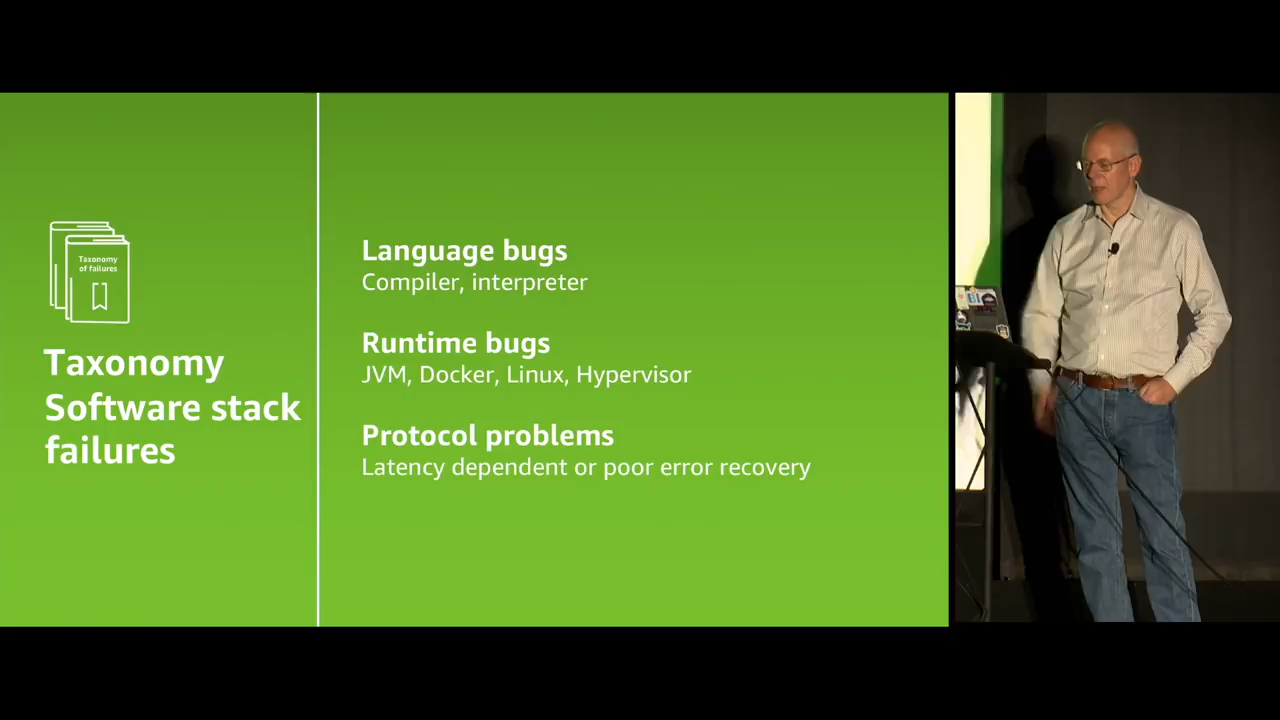 Taxonomy
of failures
Taxonomy
Software stack
failures
Language bugs
Compiler, interpreter
Runtime bugs
JVM, Docker, Linux, Hypervisor
Protocol problems
Latency dependent or poor error recovery